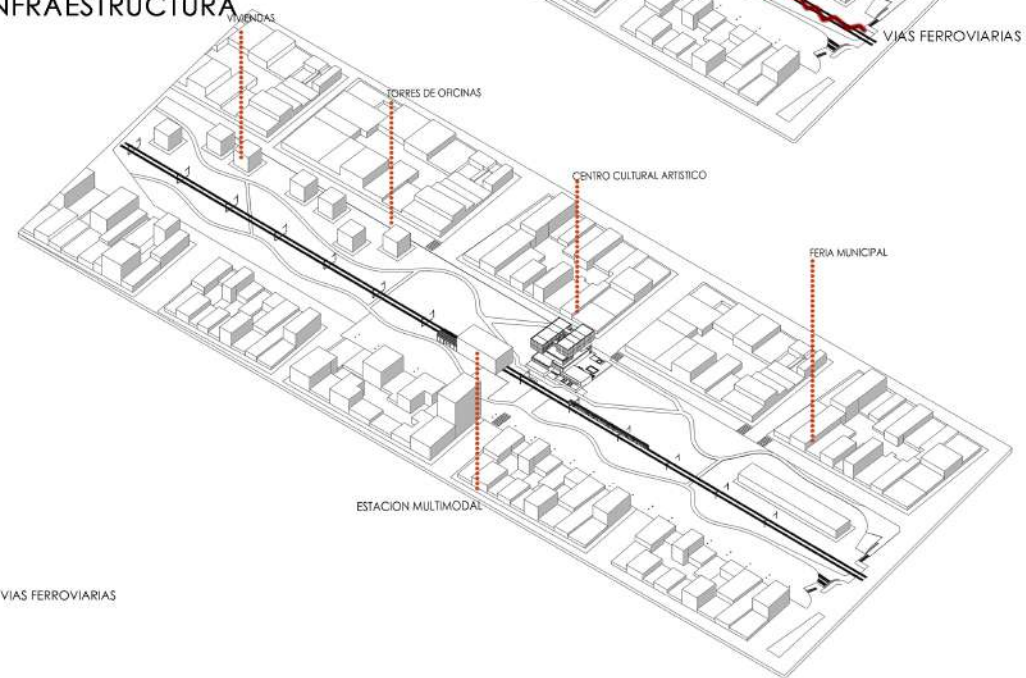 NFRAESTRUCTURA
VIVIENDAS
VIAS FERROVIARIAS
TORRES DE OFICINAS
CENTRO CULTURAL ARTISTICO
FERIA MUNICIPAL
ESTACION MULTIMODAL
VIAS FERROVIARIAS